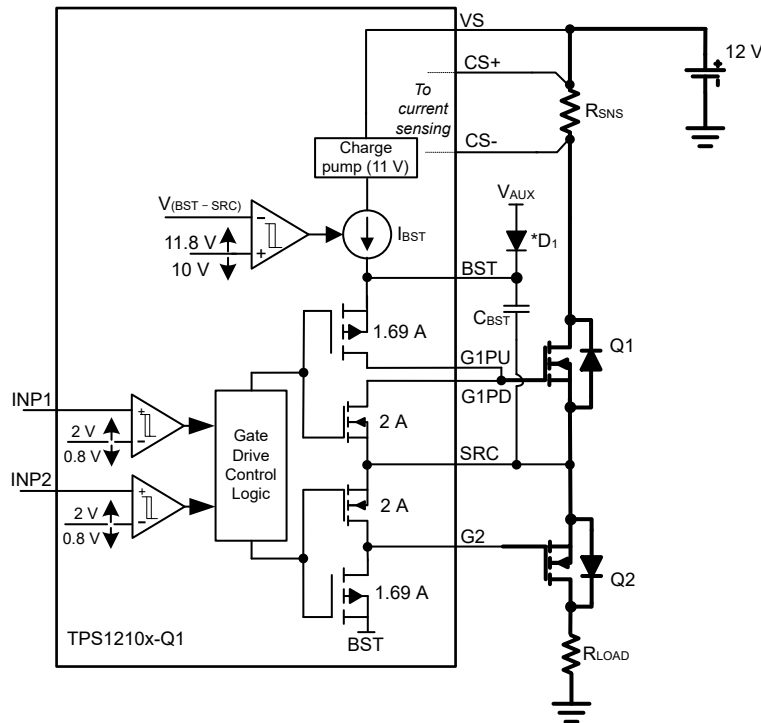 VS
12 V
CS+
To
current
sensing
RSNS
CS-
Charge
pump (11 V)
VAUX
V(BST – SRC)
11.8 V
10 V
IBST
*D1
BST
CBST
1.69 A
G1PU
Q1
INP1
G1PD
2 V
0.8 V
2 A
Gate
Drive
Control
Logic
SRC
INP2
2 V
0.8 V
2 A
G2
Q2
1.69 A
TPS1210x-Q1
BST
RLOAD